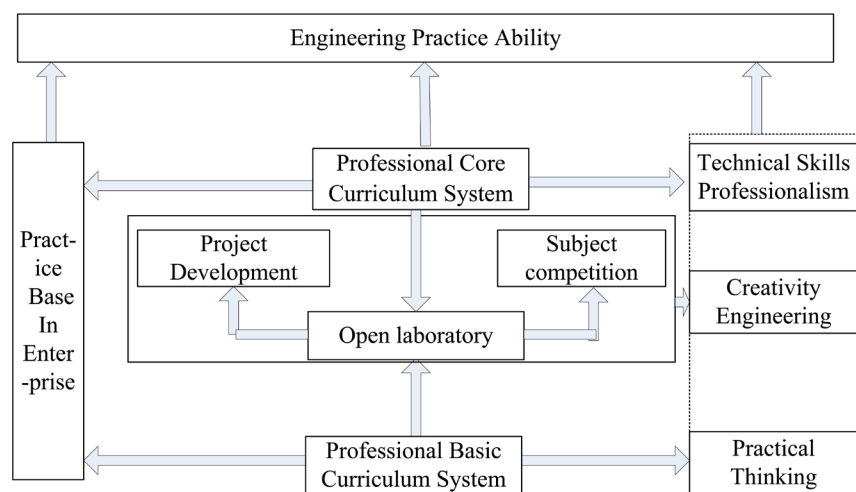 Engineering Practice Ability
Professional Core
Curriculum System
Technical Skills
Professionalism
Pract-
ice
Base
In
Enter
-prise
Project
Development
Subject
competition
Creativity
Engineering
Open laboratory
Professional Basic
Curriculum System
Practical
Thinking